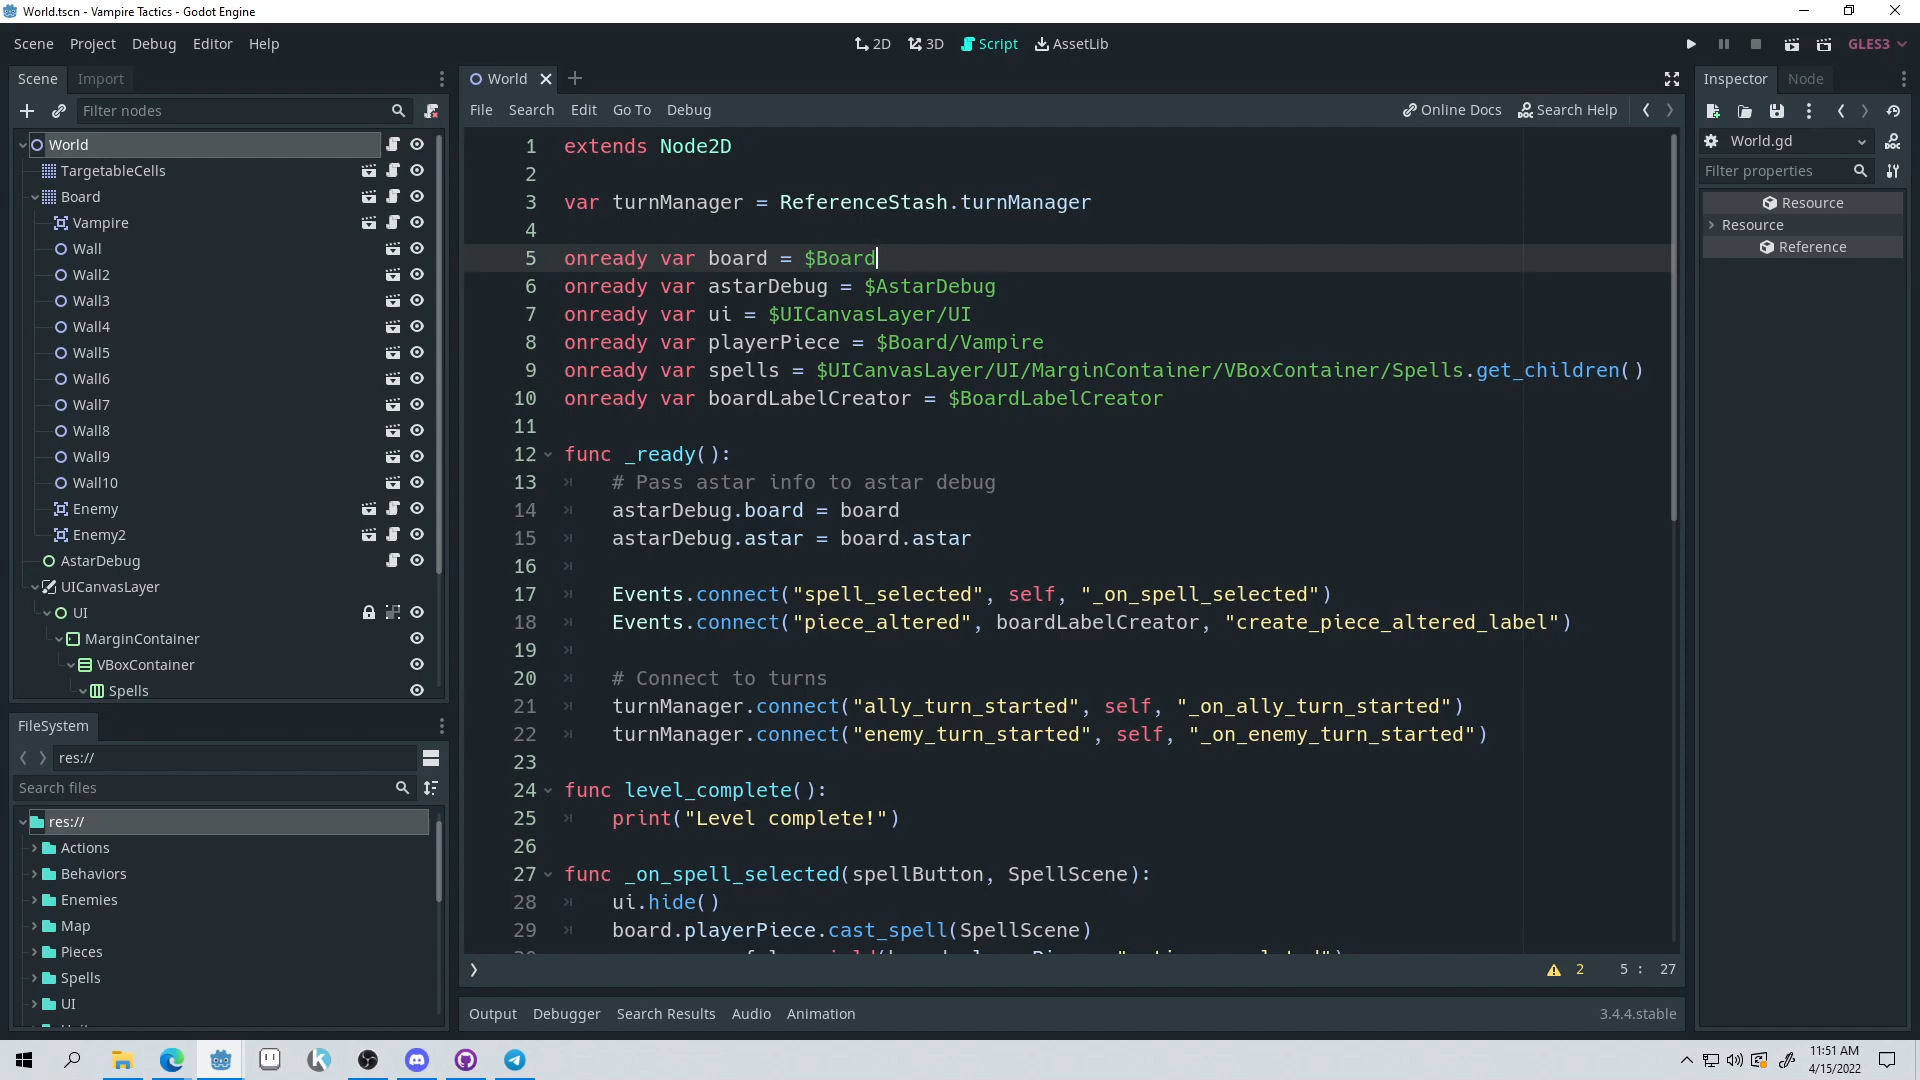 World.tscn - Vampire Tactics - Godot Engine
Scene Project Debug Editor Help
2D 3D Script AssetLib
GLES3
Scene Import
Filter nodes
World
TargetableCells
Board
Vampire
Wall
Wall2
Wall3
Wall4
Wall5
Wall6
Wall7
Wall8
Wall9
Wall10
Enemy
Enemy2
AstarDebug
UICanvasLayer
UI
MarginContainer
VBoxContainer
Spells
FileSystem
res://
Search files
res://
Actions
Behaviors
Enemies
Map
Pieces
Spells
UI
World
File Search Edit Go To Debug
Online Docs Search Help
1 extends Node2D
2
3 var turnManager = ReferenceStash.turnManager
4
5 onready var board = $Board
6 onready var astarDebug = $AstarDebug
7 onready var ui = $UICanvasLayer/UI
8 onready var playerPiece = $Board/Vampire
9 onready var spells = $UICanvasLayer/UI/MarginContainer/VBoxContainer/Spells.get_children()
10 onready var boardLabelCreator = $BoardLabelCreator
11
12 func _ready():
13 # Pass astar info to astar debug
14 astarDebug.board = board
15 astarDebug.astar = board.astar
16
17 Events.connect("spell_selected", self, "_on_spell_selected")
18 Events.connect("piece_altered", boardLabelCreator, "create_piece_altered_label")
19
20 # Connect to turns
21 turnManager.connect("ally_turn_started", self, "_on_ally_turn_started")
22 turnManager.connect("enemy_turn_started", self, "_on_enemy_turn_started")
23
24 func level_complete():
25 print("Level complete!")
26
27 func _on_spell_selected(spellButton, SpellScene):
28 ui.hide()
29 board.playerPiece.cast_spell(SpellScene)
2 5 : 27
Output Debugger Search Results Audio Animation
3.4.4.stable
Inspector Node
World.gd
Filter properties
Resource
Resource
Reference
11:51 AM
4/15/2022